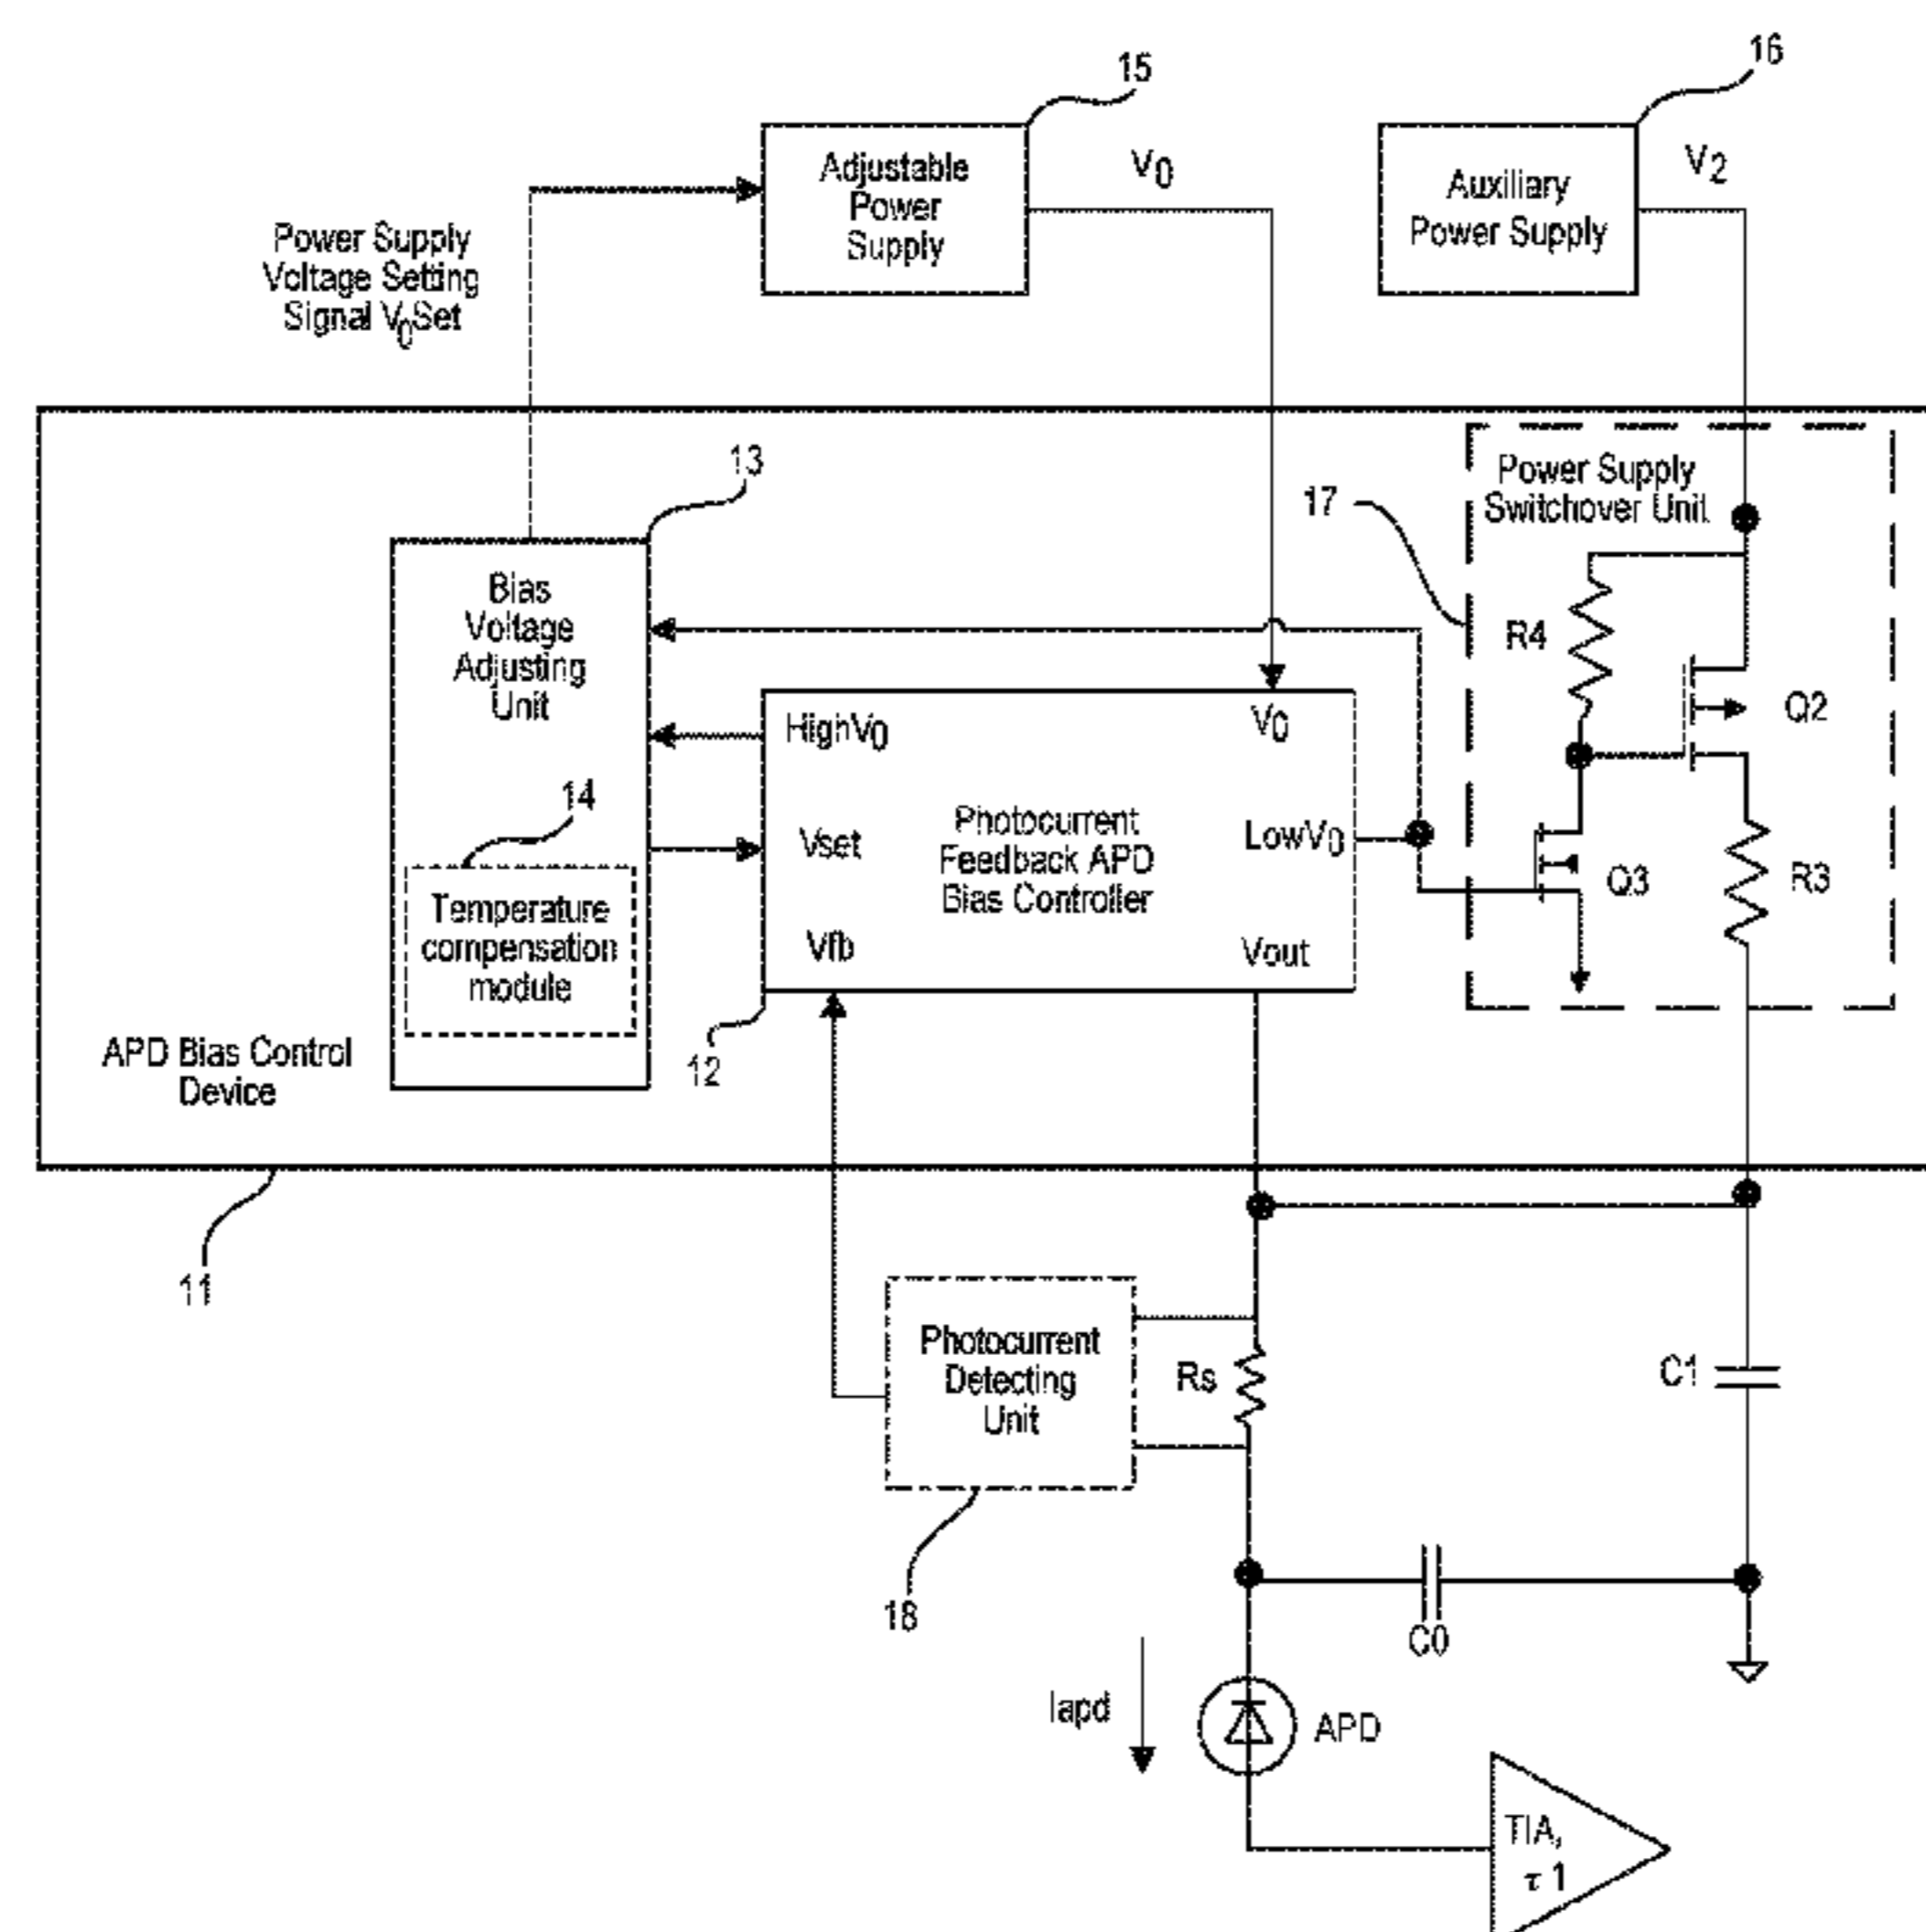 15
16
Adjustable
Power
Supply
V0
Auxiliary
Power Supply
V2
Power Supply
Voltage Setting
Signal V0Set
13
17
Power Supply
Switchover Unit
Bias
Voltage
Adjusting
Unit
R4
Q2
HighV0
V0
14
Vset
Photocurrent
Feedback APD
Bias Controller
LowV0
Q3
R3
Temperature
compensation
module
Vfb
Vout
APD Bias Control
Device
12
11
Photocurrent
Detecting
Unit
Rs
C1
18
C0
Iapd
APD
TIA,
τ 1